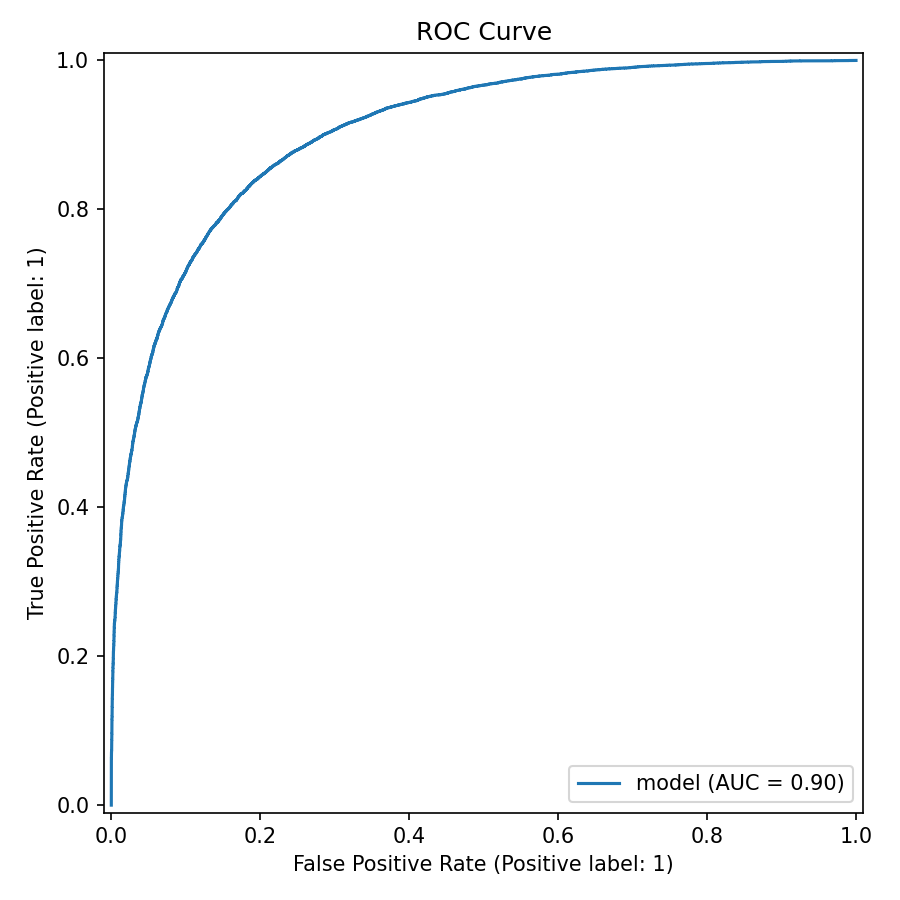 ROC Curve
1.0
0.8
0.6
0.4
0.2
0.0
True Positive Rate (Positive label: 1)
model (AUC = 0.90)
0.0 0.2 0.4 0.6 0.8 1.0
False Positive Rate (Positive label: 1)